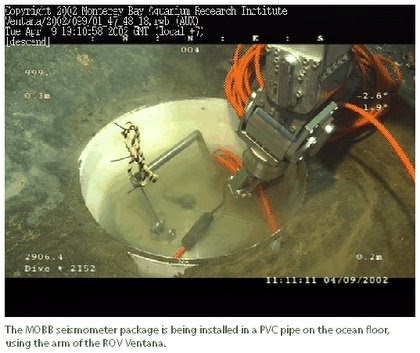 Copyright 2002 Monterey Bay Aquarium Research Institute
Ventana/2002/099/01_47_48_18.rwb (AUX)
Tue Apr 9 19:10:58 2002 GMT (local +7)
[descend]
004
999.
0.3m
-2.6°
-1.9°
2906.4
Dive # 2152
0.2m
11:11:11 04/09/2002
The MOBB seismometer package is being installed in a PVC pipe on the ocean floor,
using the arm of the ROV Ventana.